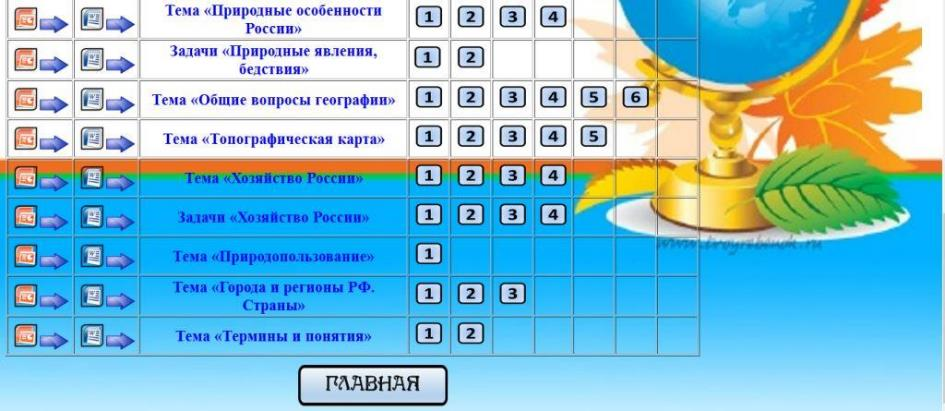 Тема «Природные особенности
России»
1 2 3 4
Задачи «Природные явления,
бедствия»
1 2
Тема «Общие вопросы географии» 1 2 3 4 5 6
Тема «Топографическая карта» 1 2 3 4 5
Тема «Хозяйство России» 1 2 3 4
Задачи «Хозяйство России» 1 2 3 4
Тема «Природопользование» 1
Тема «Города и регионы РФ.
Страны»
1 2 3
Тема «Термины и понятия» 1 2
ГЛАВНАЯ